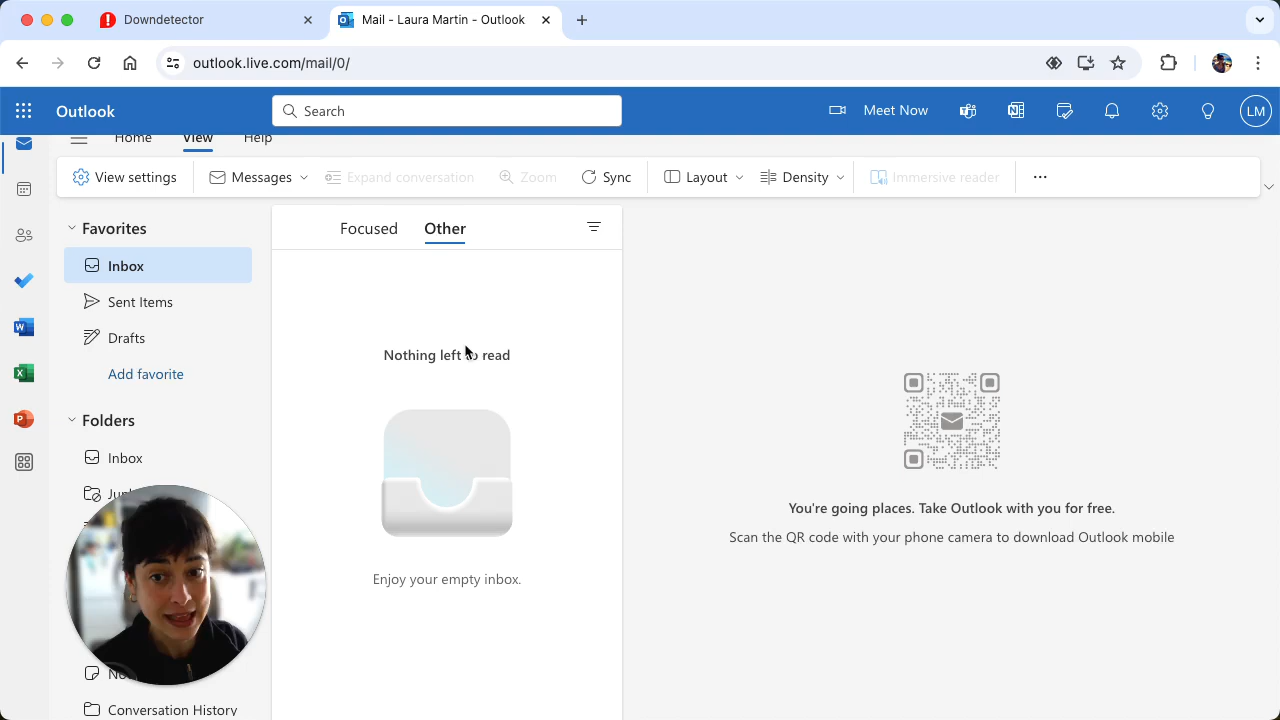 Downdetector
Mail - Laura Martin - Outlook
outlook.live.com/mail/0/
Outlook
Search
Meet Now
LM
Home View Help
View settings
Messages
Expand conversation
Zoom
Sync
Layout
Density
Immersive reader
Favorites
Inbox
Sent Items
Drafts
Add favorite
Folders
Inbox
Conversation History
Focused Other
Nothing left to read
Enjoy your empty inbox.
You're going places. Take Outlook with you for free.
Scan the QR code with your phone camera to download Outlook mobile